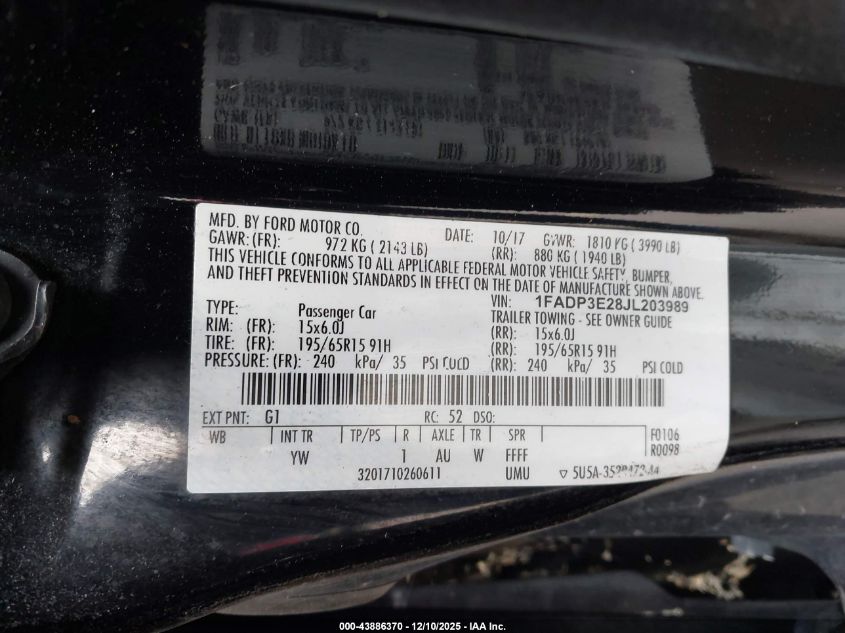 MFD. BY FORD MOTOR CO. DATE: 10/17 GVWR: 1810 KG ( 3990 LB)
GAWR: (FR): 972 KG ( 2143 LB) (RR): 880 KG ( 1940 LB)
THIS VEHICLE CONFORMS TO ALL APPLICABLE FEDERAL MOTOR VEHICLE SAFETY, BUMPER,
AND THEFT PREVENTION STANDARDS IN EFFECT ON THE DATE OF MANUFACTURE SHOWN ABOVE.
VIN: 1FADP3E28JL203989
TYPE: Passenger Car TRAILER TOWING - SEE OWNER GUIDE
RIM: (FR) 15x6.0J (RR): 15x6.0J
TIRE: (FR) 195/65R15 91H (RR): 195/65R15 91H
PRESSURE: (FR) 240 kPa/ 35 PSI COLD (RR): 240 kPa/ 35 PSI COLD
EXT PNT: G1 RC: 52 DSO:
WB INT TR TP/PS R AXLE TR SPR F0106
YW 1 AU W FFFF R0098
3201710260611 UMU
000-43886370 — 12/10/2025 - IAA Inc.